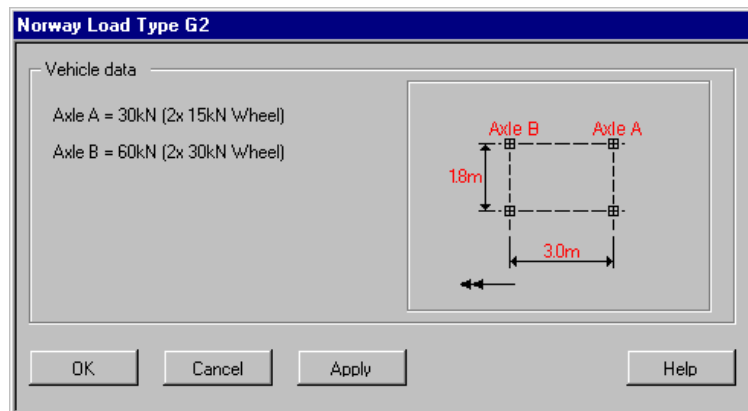 Norway Load Type G2
Vehicle data
Axle A = 30kN (2x 15kN Wheel)
Axle B = 60kN (2x 30kN Wheel)
Axle B Axle A
1.8m
3.0m
OK Cancel Apply Help